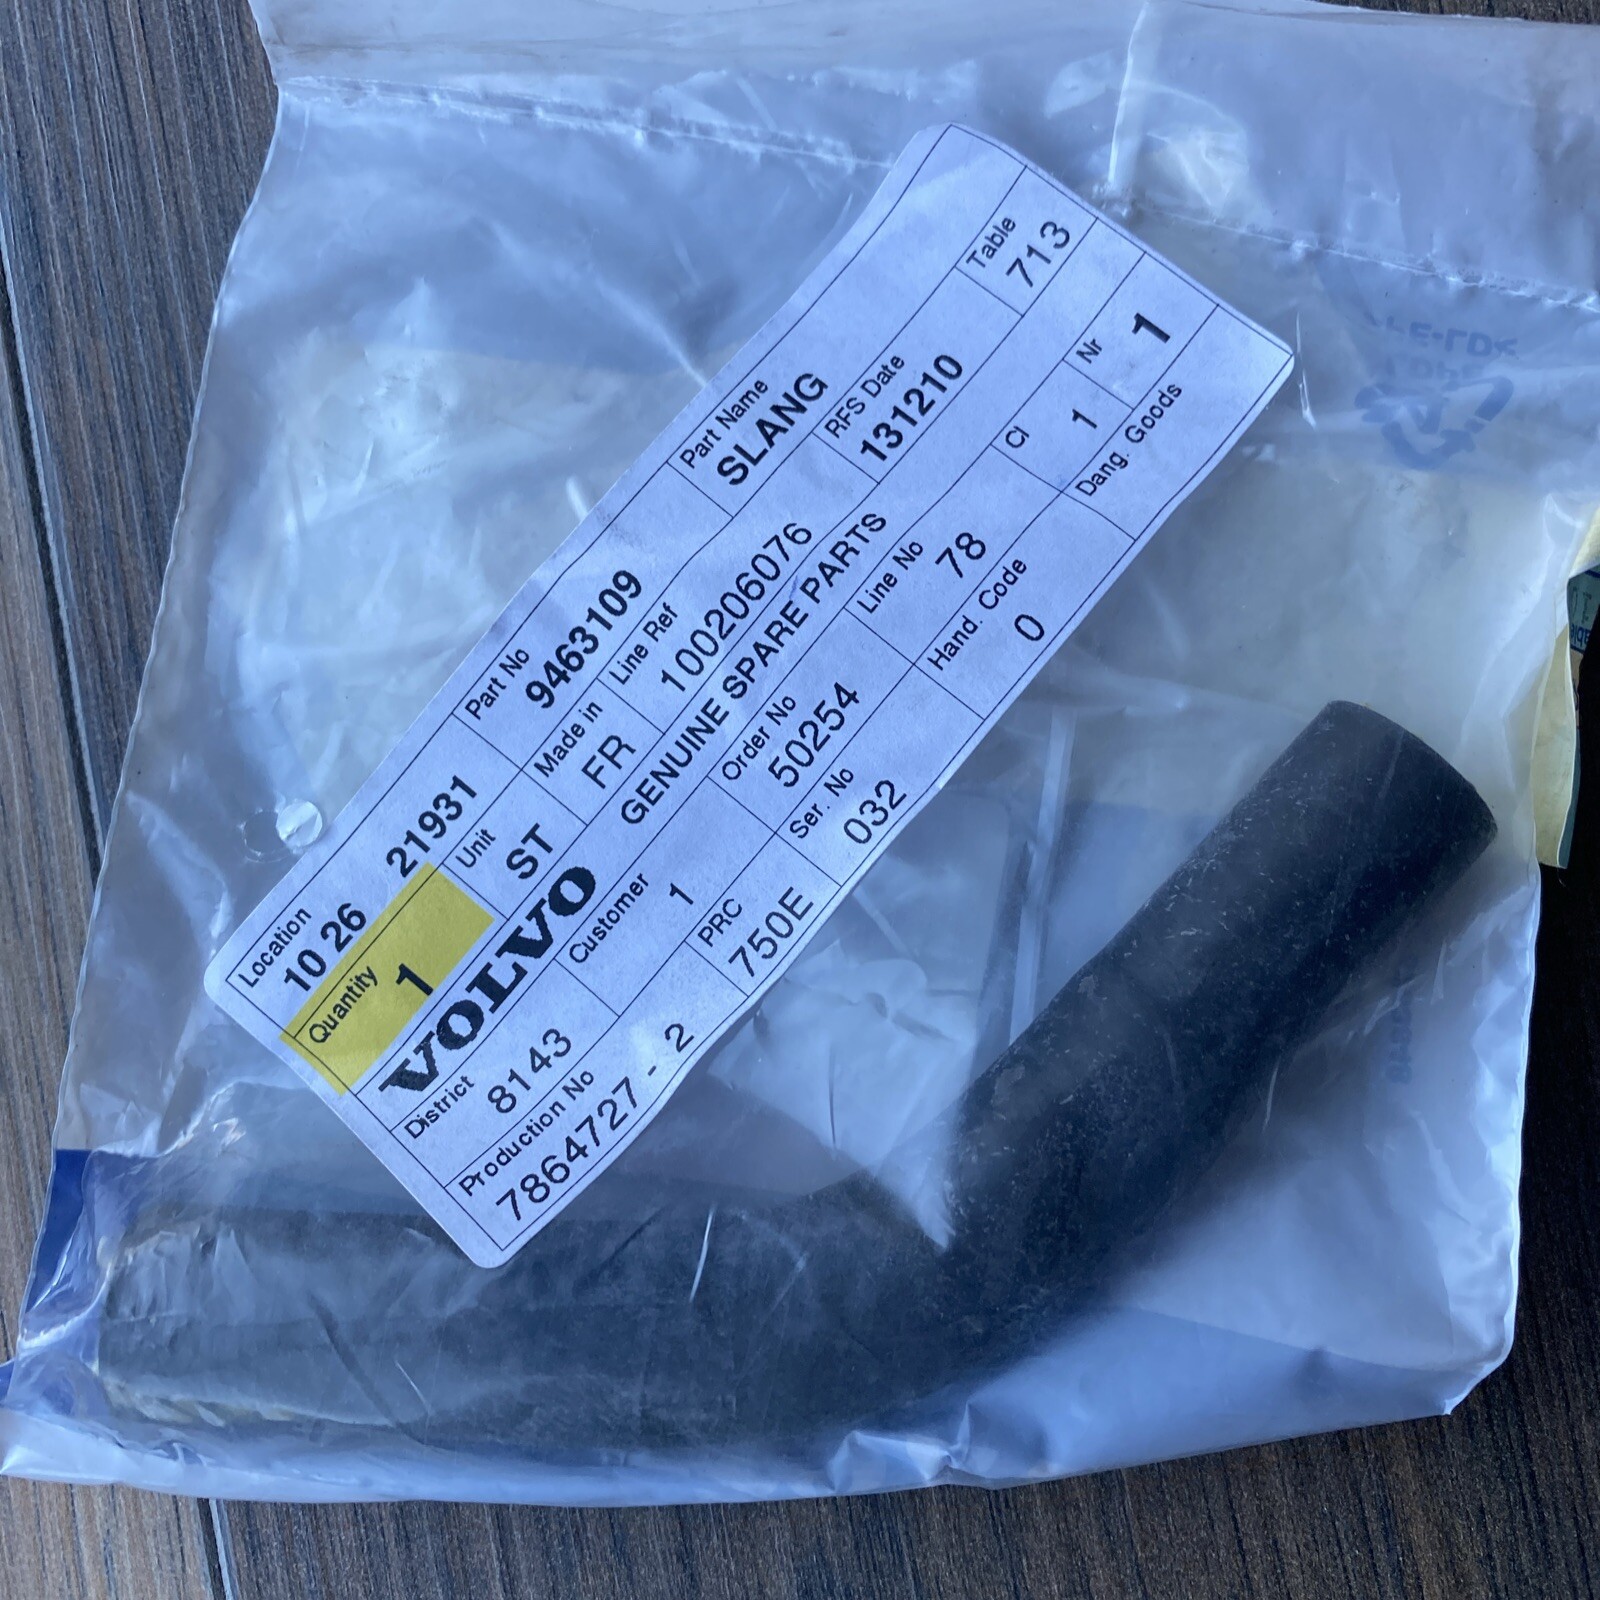 Location
10 26 21931
Part No
9463109
Part Name
SLANG
Quantity
1
Unit
ST
Made in
FR
Line Ref
100206076
RFS Date
131210
Table
713
VOLVO
GENUINE SPARE PARTS
District
8143
Customer
1
Order No
50254
Line No
78
CI
1
Nr
1
Production No
7864727 - 2
PRC
750E
Ser. No
032
Hand. Code
0
Dang. Goods